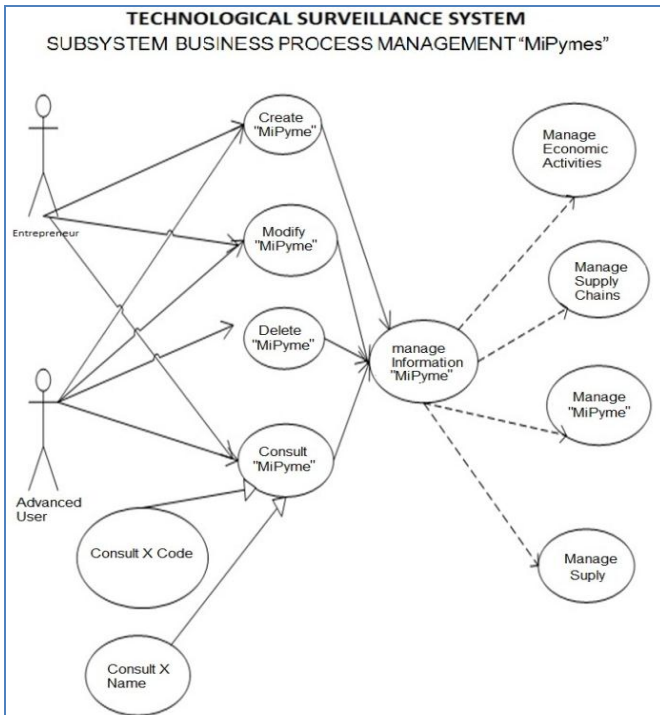 TECHNOLOGICAL SURVEILLANCE SYSTEM
SUBSYSTEM BUSINESS PROCESS MANAGEMENT “MiPymes”
Entrepreneur
Advanced
User
Create
"MiPyme"
Modify
"MiPyme"
Delete
"MiPyme"
Consult
"MiPyme"
Consult X Code
Consult X
Name
manage
Information
"MiPyme"
Manage
Economic
Activities
Manage
Supply
Chains
Manage
"MiPyme"
Manage
Suply